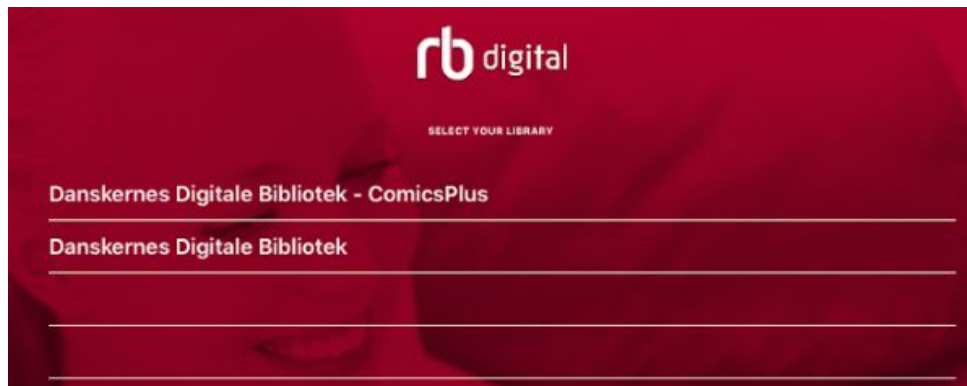 rb digital
SELECT YOUR LIBRARY
Danskernes Digitale Bibliotek - ComicsPlus
Danskernes Digitale Bibliotek